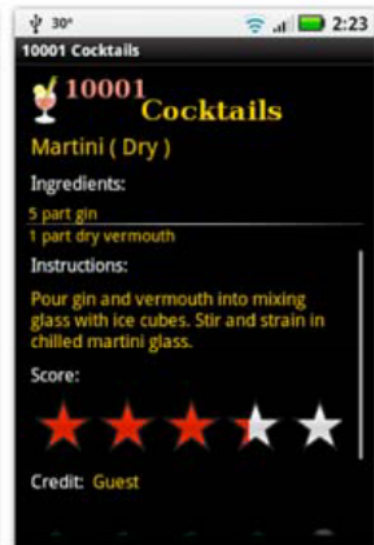 30° 2:23
10001 Cocktails
10001
Cocktails
Martini ( Dry )
Ingredients:
5 part gin
1 part dry vermouth
Instructions:
Pour gin and vermouth into mixing
glass with ice cubes. Stir and strain in
chilled martini glass.
Score:
Credit: Guest